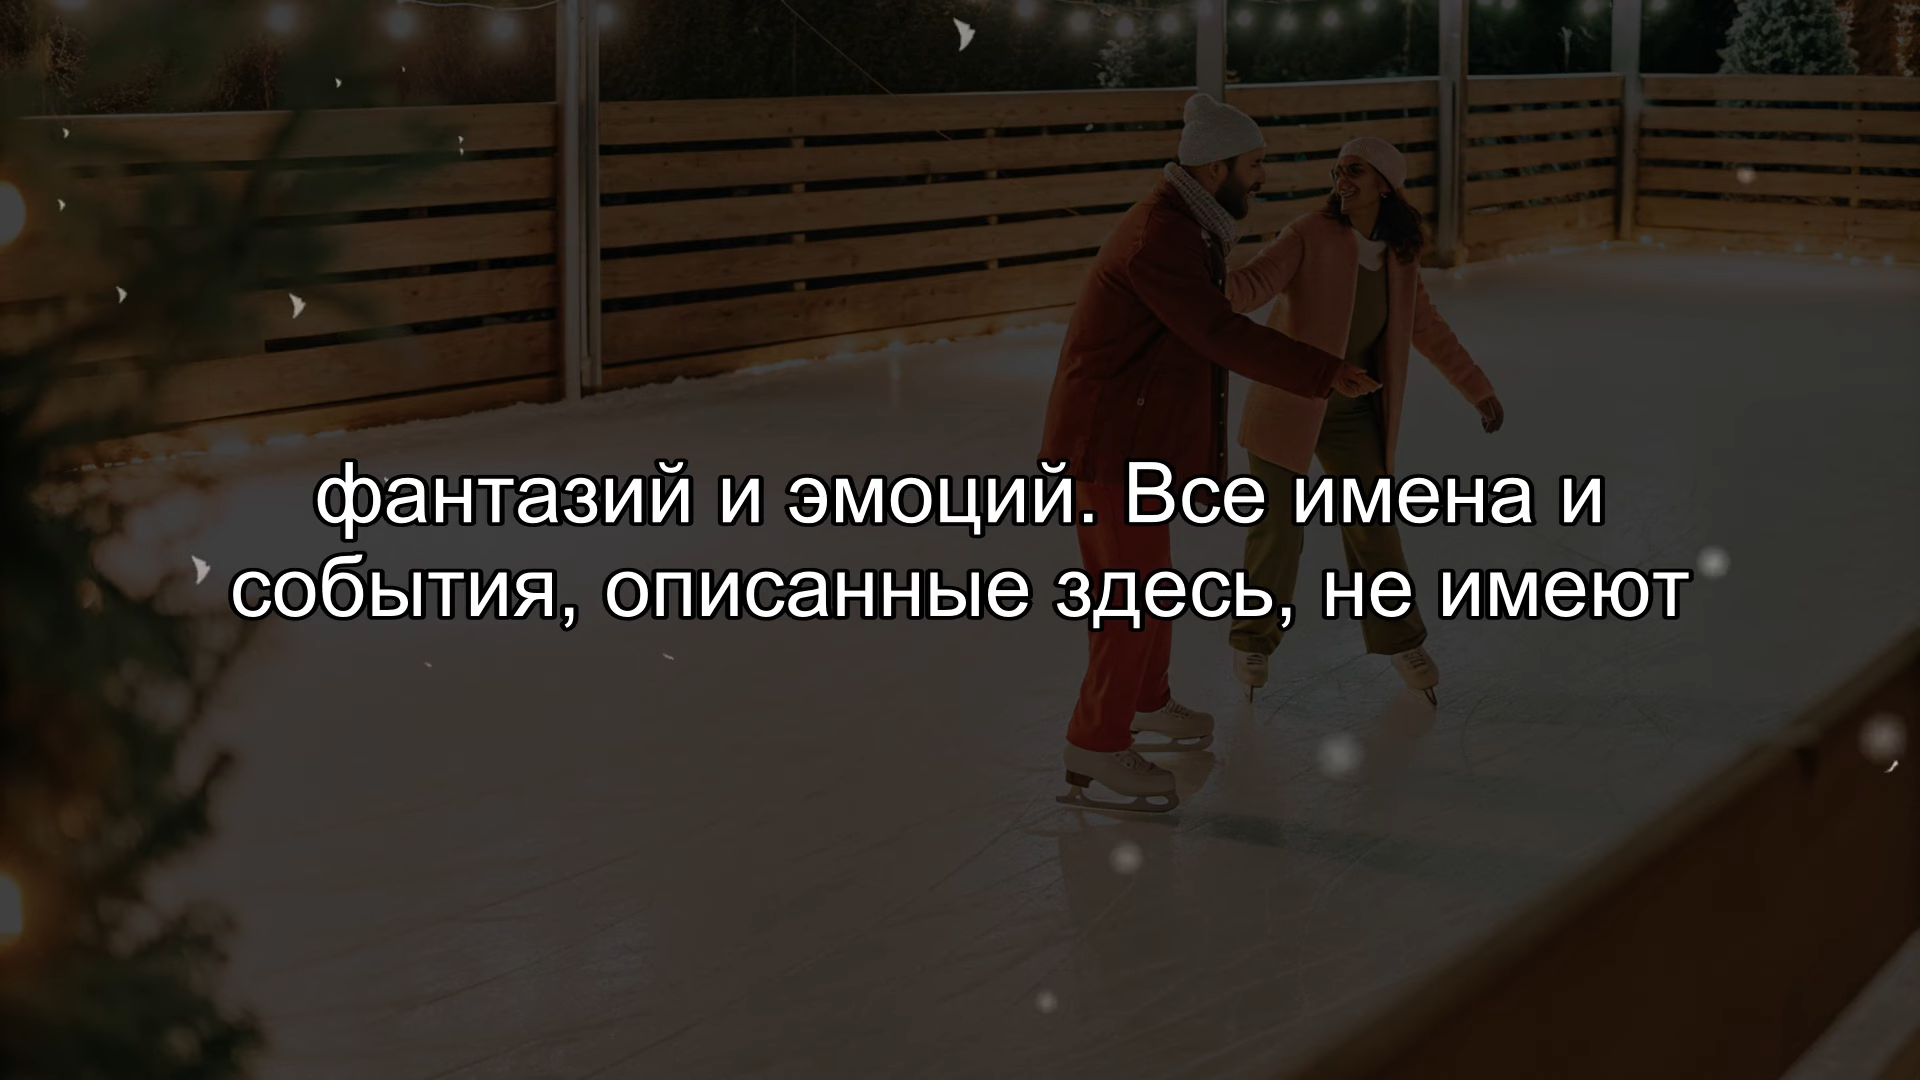 фантазий и эмоций. Все имена и
события, описанные здесь, не имеют